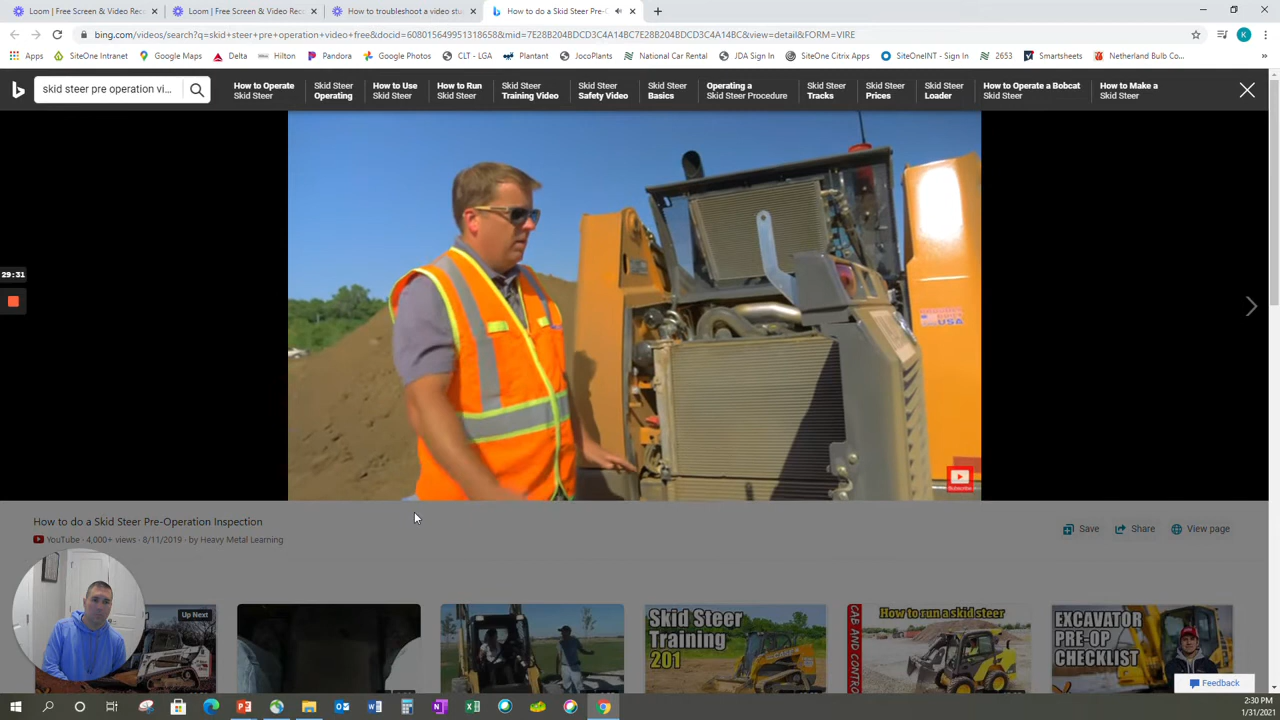 Loom | Free Screen & Video Rec
Loom | Free Screen & Video Rec
How to troubleshoot a video stu
How to do a Skid Steer Pre-O
bing.com/videos/search?q=skid+steer+pre+operation+video+free&docid=608015649951318658&mid=7E28B204BDCD3C4A14BC7E28B204BDCD3C4A14BC&view=detail&FORM=VIRE
K
Apps
SiteOne Intranet
Google Maps
Delta
Hilton
Pandora
Google Photos
CLT - LGA
Plantant
JocoPlants
National Car Rental
JDA Sign In
SiteOne Citrix Apps
SiteOneINT - Sign In
2653
Smartsheets
Netherland Bulb Co...
skid steer pre operation vi...
How to Operate
Skid Steer
Skid Steer
Operating
How to Use
Skid Steer
How to Run
Skid Steer
Skid Steer
Training Video
Skid Steer
Safety Video
Skid Steer
Basics
Operating a
Skid Steer Procedure
Skid Steer
Tracks
Skid Steer
Prices
Skid Steer
Loader
How to Operate a Bobcat
Skid Steer
How to Make a
Skid Steer
29:31
USA
Subscribe
How to do a Skid Steer Pre-Operation Inspection
YouTube · 4,000+ views · 8/11/2019 · by Heavy Metal Learning
Save
Share
View page
Up Next
Skid Steer
Training
201
CASE
CAB AND CONTRO
How to run a skid steer
EXCAVATOR
PRE-OP
CHECKLIST
Feedback
2:30 PM
1/31/2021